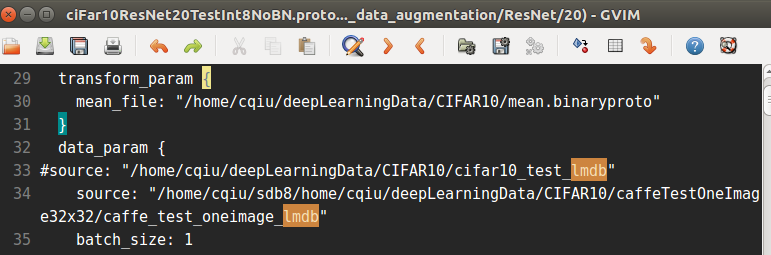 ciFar10ResNet20TestInt8NoBN.proto..._data_augmentation/ResNet/20) - GVIM
29 transform_param {
30 mean_file: "/home/cqiu/deepLearningData/CIFAR10/mean.binaryproto"
31 }
32 data_param {
33 #source: "/home/cqiu/deepLearningData/CIFAR10/cifar10_test_lmdb"
34 source: "/home/cqiu/sdb8/home/cqiu/deepLearningData/CIFAR10/caffeTestOneImag
e32x32/caffe_test_oneimage_lmdb"
35 batch_size: 1